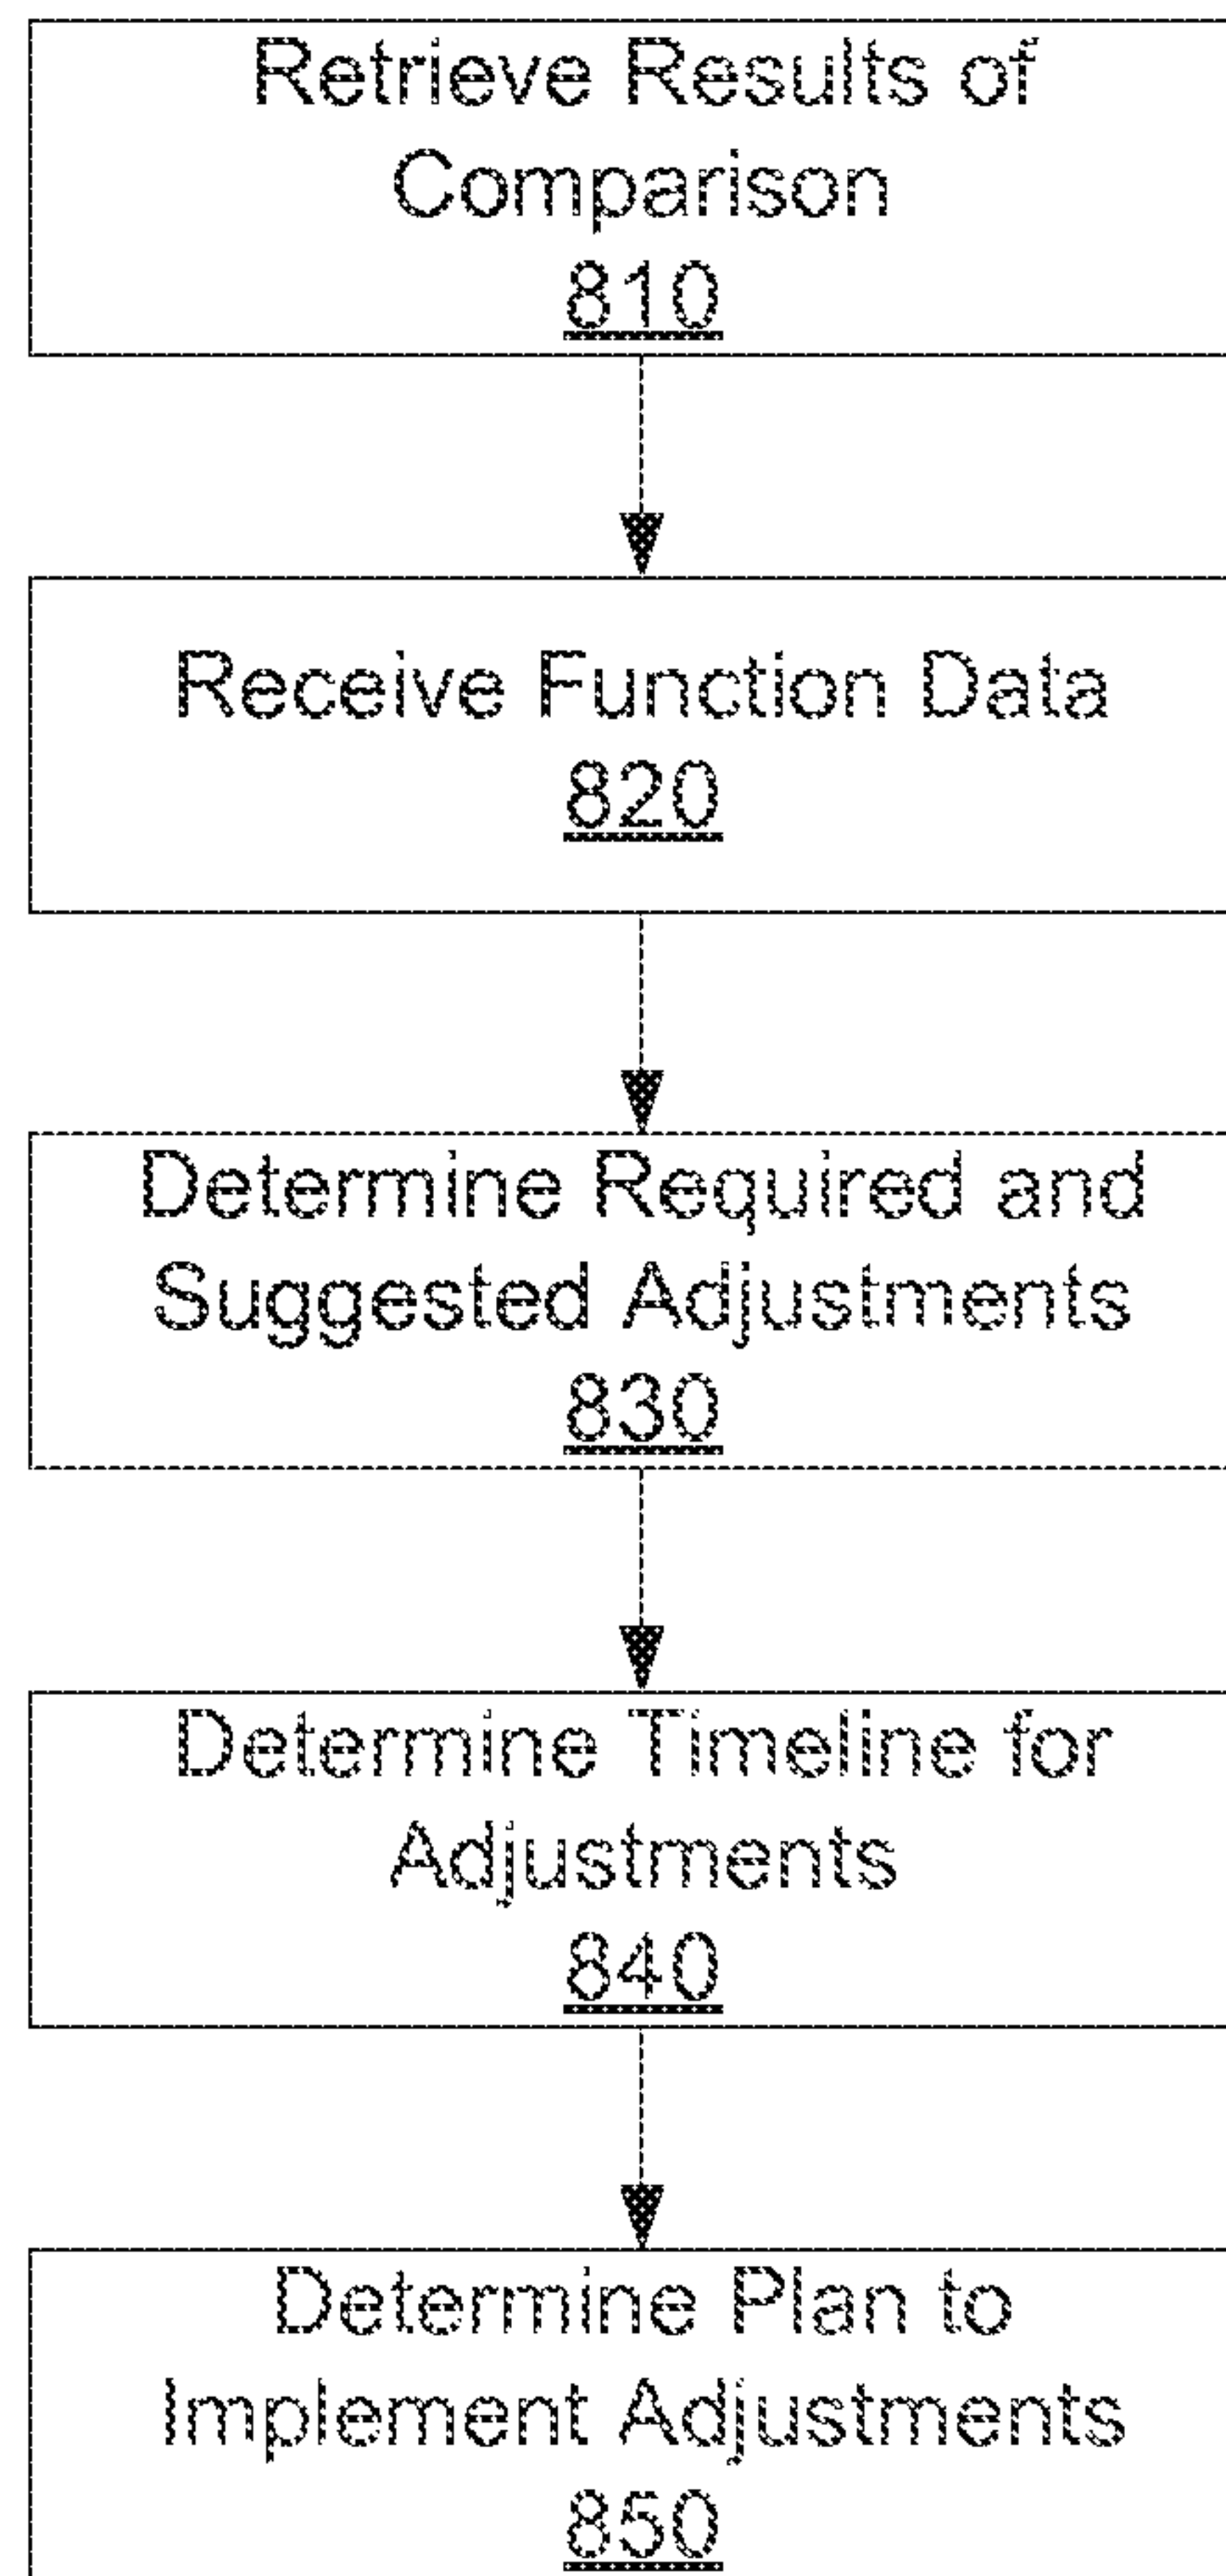 Retrieve Results of
Comparison
810
Receive Function Data
820
Determine Required and
Suggested Adjustments
830
Determine Timeline for
Adjustments
840
Determine Plan to
Implement Adjustments
850